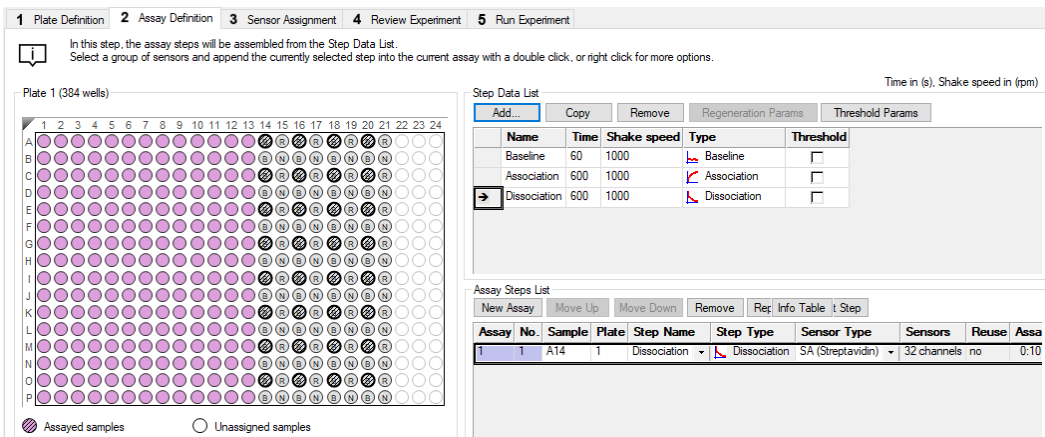 1 Plate Definition 2 Assay Definition 3 Sensor Assignment 4 Review Experiment 5 Run Experiment
In this step, the assay steps will be assembled from the Step Data List.
Select a group of sensors and append the currently selected step into the current assay with a double click, or right click for more options.
Time in (s), Shake speed in (rpm)
Plate 1 (384 wells)
1 2 3 4 5 6 7 8 9 10 11 12 13 14 15 16 17 18 19 20 21 22 23 24
A R R R R
B B N B N B N B N
C R R R R
D B N B N B N B N
E R R R R
F B N B N B N B N
G R R R R
H B N B N B N B N
I R R R R
J B N B N B N B N
K R R R R
L B N B N B N B N
M R R R R
N B N B N B N B N
O R R R R
P B N B N B N B N
Assayed samples Unassigned samples
Step Data List
Add... Copy Remove Regeneration Params Threshold Params
Name Time Shake speed Type Threshold
Baseline 60 1000 Baseline
Association 600 1000 Association
Dissociation 600 1000 Dissociation
Assay Steps List
New Assay Move Up Move Down Remove Rep Info Table t Step
Assay No. Sample Plate Step Name Step Type Sensor Type Sensors Reuse Assa
1 1 A14 1 Dissociation Dissociation SA (Streptavidin) 32 channels no 0:10